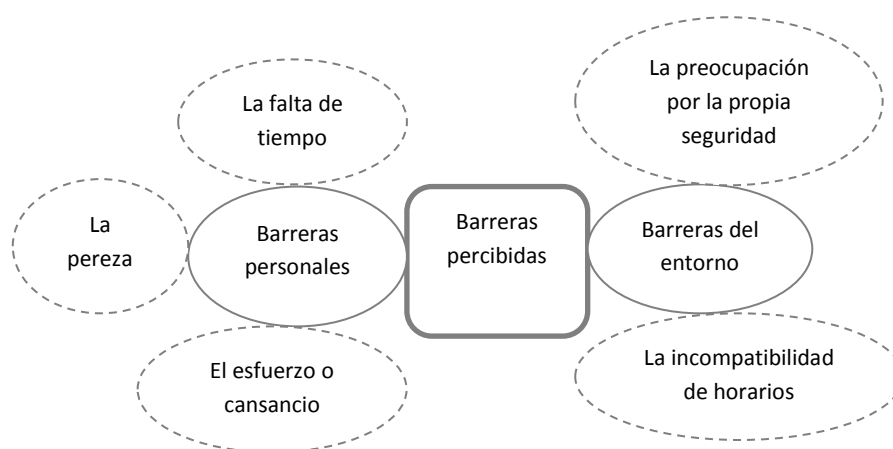 La falta de
tiempo
La
pereza
Barreras
personales
El esfuerzo o
cansancio
Barreras
percibidas
La preocupación
por la propia
seguridad
Barreras del
entorno
La incompatibilidad
de horarios